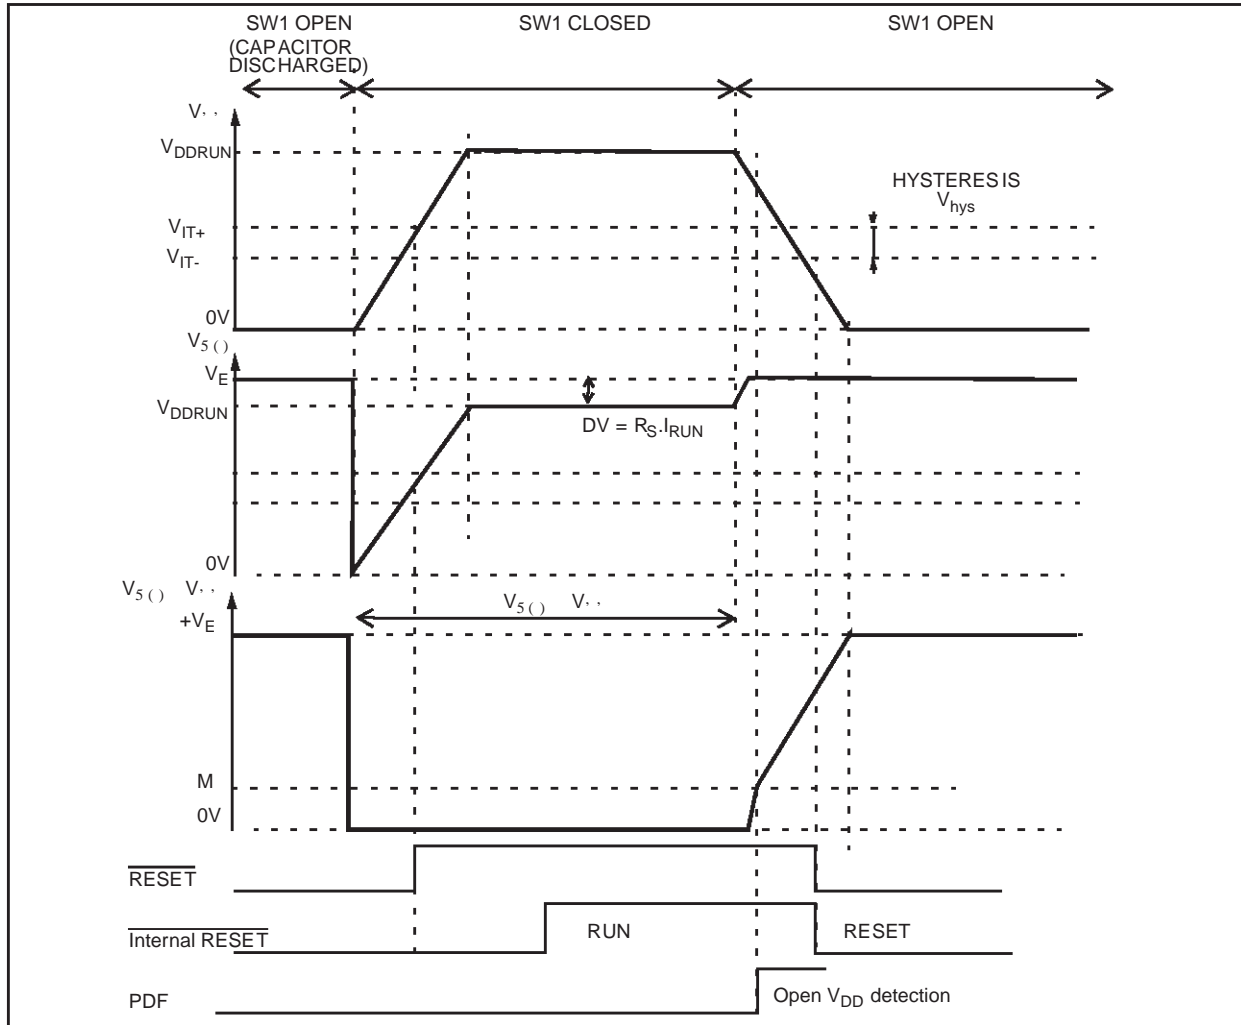 SW1 OPEN
(CAPACITOR
DISCHARGED)
SW1 CLOSED
SW1 OPEN
V,,
VDDRUN
VIT+
VIT-
0V
HYSTERESIS
Vhys
V5()
VE
VDDRUN
0V
DV = RS.IRUN
V5() V,,
+VE
V5() V,,
M
0V
RESET
Internal RESET
RUN
RESET
PDF
Open VDD detection